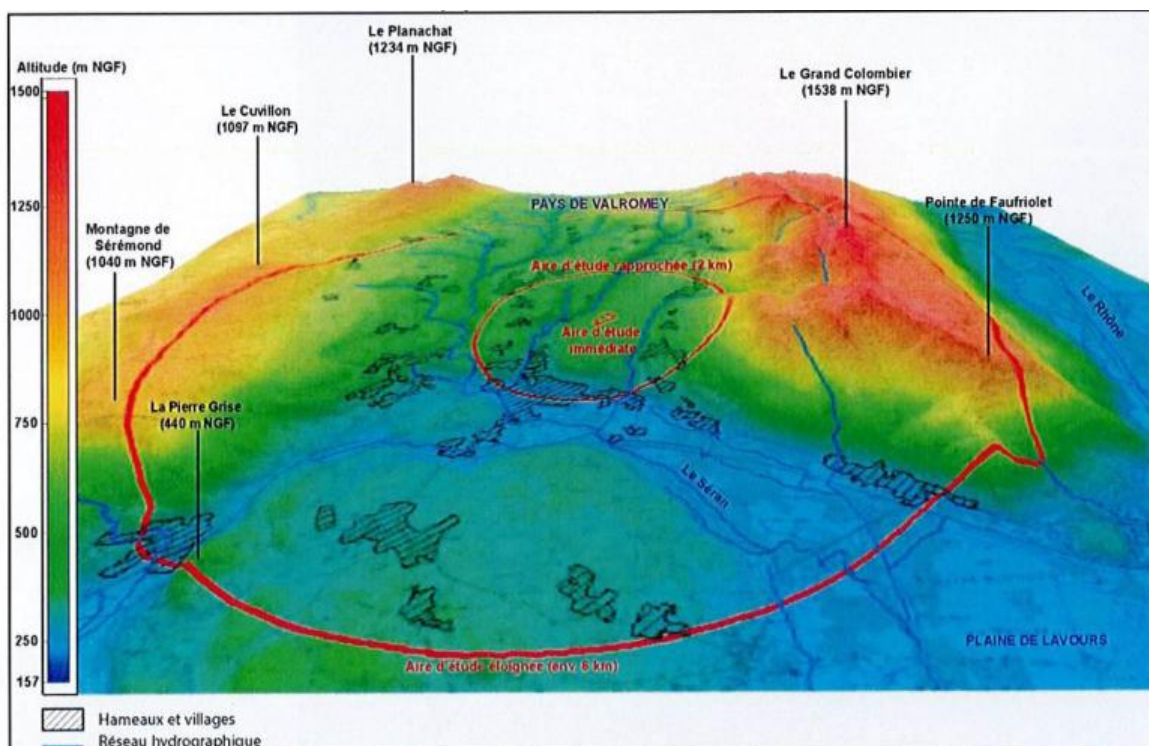 Le Planachat
(1234 m NGF)
Altitude (m NGF)
1500
Le Grand Colombier
(1538 m NGF)
Le Cuvillon
(1097 m NGF)
1250
PAYS DE VALROMEY
Pointe de Faufriolet
(1250 m NGF)
Montagne de
Sérémond
(1040 m NGF)
Aire d'étude rapprochée (2 km)
Le Rhône
1000
Aire d'étude
immédiate
La Pierre Grise
(440 m NGF)
750
Le Séran
500
PLAINE DE LAVOURS
250
Aire d'étude éloignée (env. 6 km)
157
Hameaux et villages
Réseau hydrographique